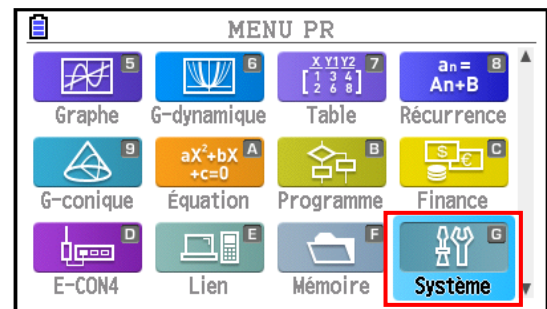 MENU PR
5 6 X Y1Y2 7 an= 8
1 3 4 An+B
2 6 8
Graphe G-dynamique Table Récurrence
9 aX²+bX A B $ € C
+c=0
G-conique Équation Programme Finance
D E F G
E-CON4 Lien Mémoire Système